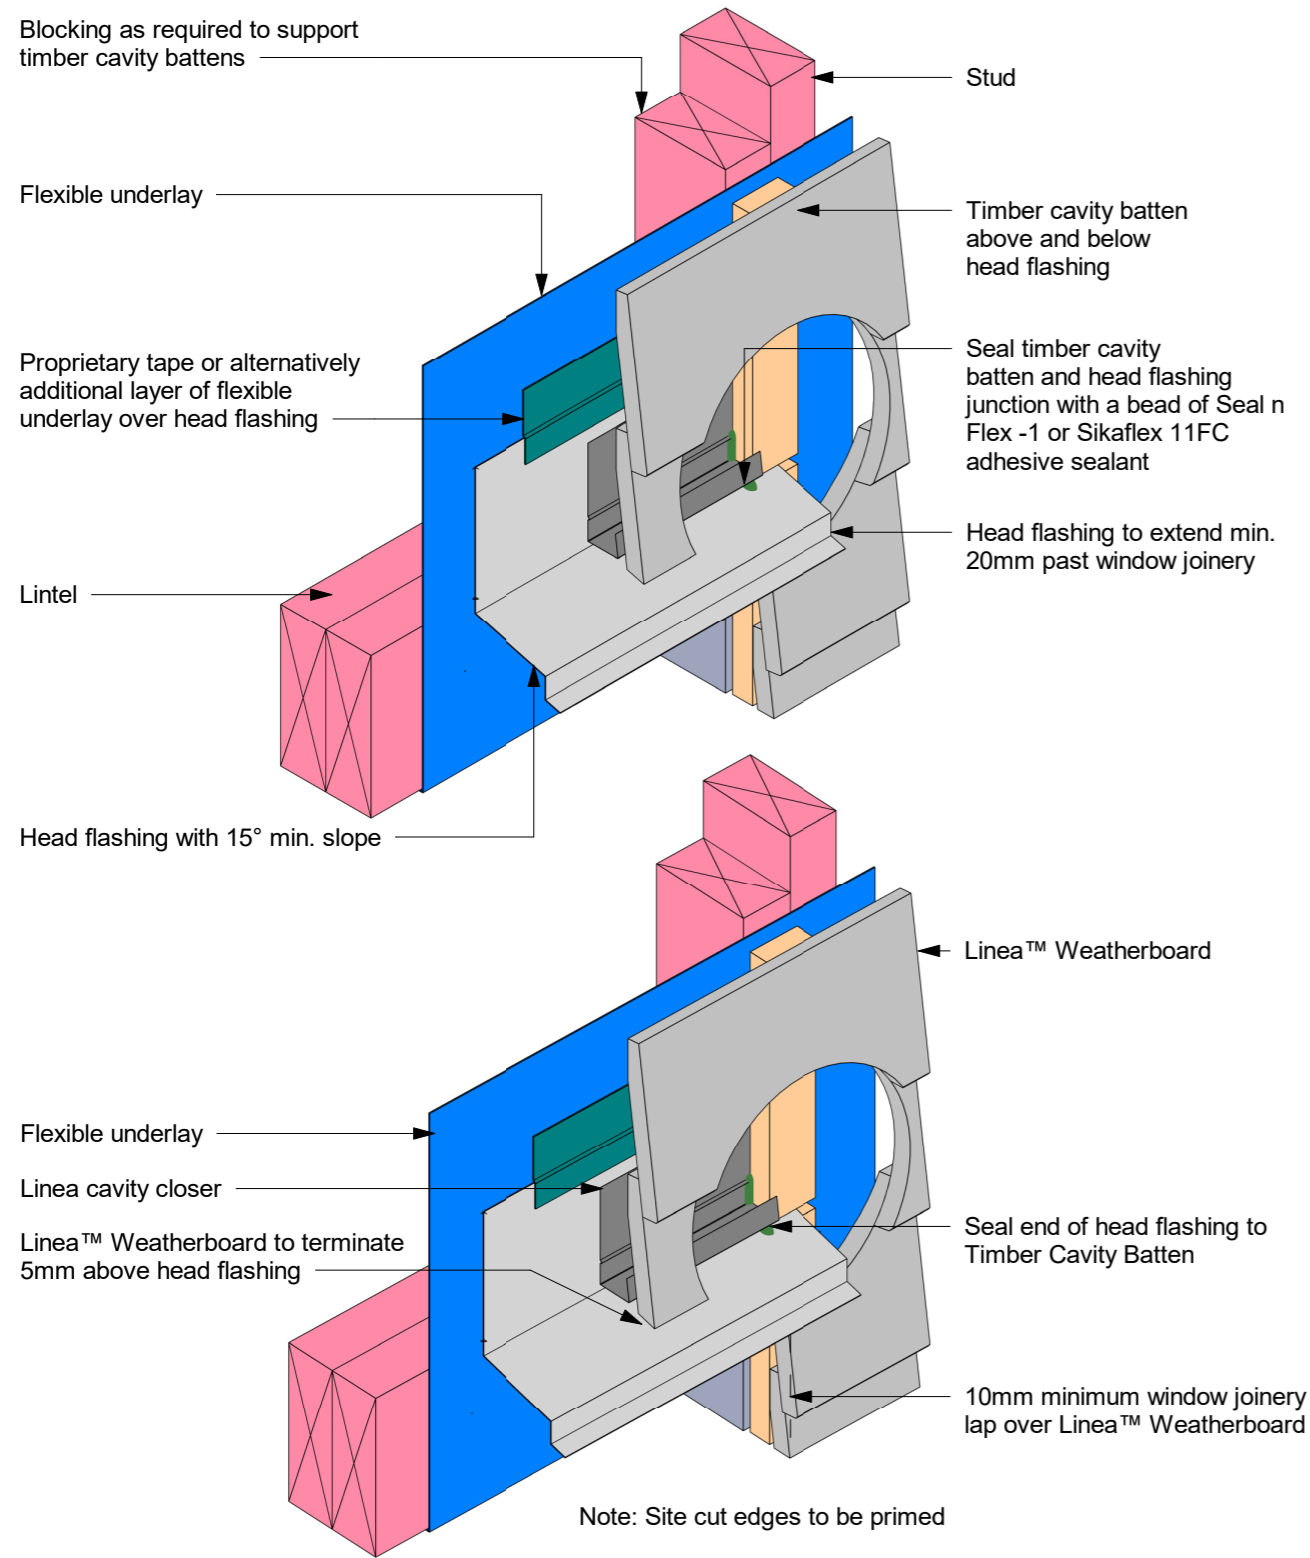 Blocking as required to support
timber cavity battens
Stud
Flexible underlay
Timber cavity batten
above and below
head flashing
Proprietary tape or alternatively
additional layer of flexible
underlay over head flashing
Seal timber cavity
batten and head flashing
junction with a bead of Seal n
Flex -1 or Sikaflex 11FC
adhesive sealant
Head flashing to extend min.
20mm past window joinery
Lintel
Head flashing with 15° min. slope
Linea™ Weatherboard
Flexible underlay
Linea cavity closer
Linea™ Weatherboard to terminate
5mm above head flashing
Seal end of head flashing to
Timber Cavity Batten
10mm minimum window joinery
lap over Linea™ Weatherboard
Note: Site cut edges to be primed